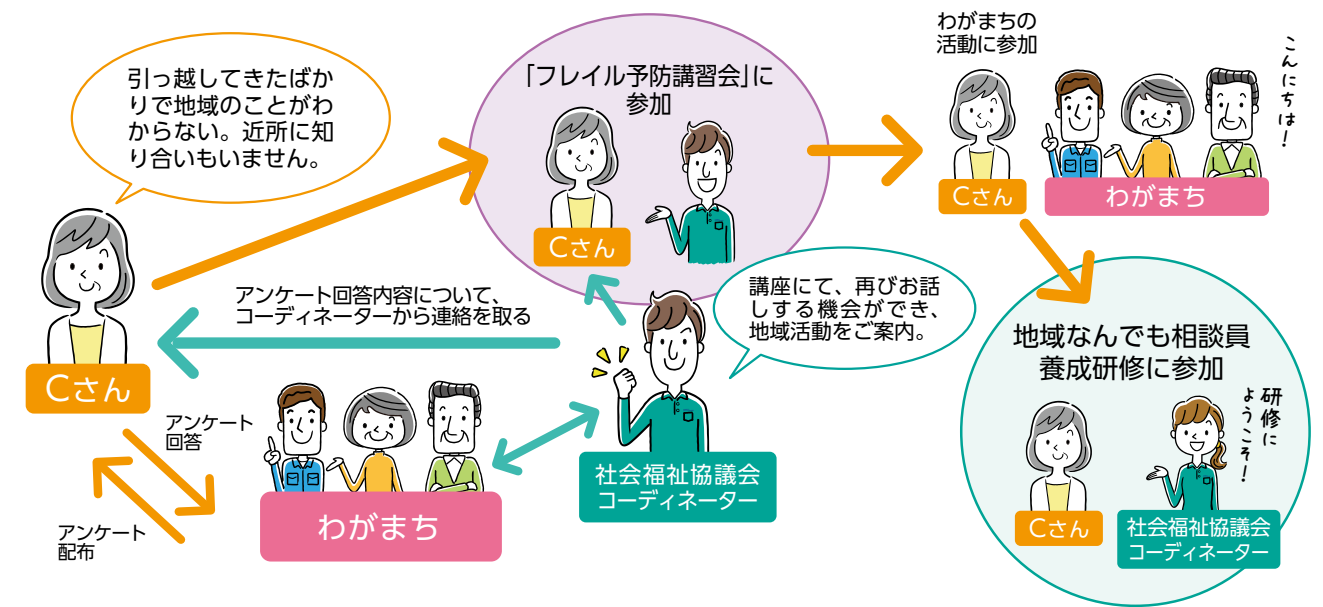 引っ越してきたばか
りで地域のことがわ
からない。近所に知
り合いもいません。
Cさん
アンケート
回答
アンケート
配布
わがまち
アンケート回答内容について、
コーディネーターから連絡を取る
社会福祉協議会
コーディネーター
講座にて、再びお話
しする機会ができ、
地域活動をご案内。
「フレイル予防講習会」に
参加
Cさん
わがまちの
活動に参加
こんにちは！
Cさん
わがまち
地域なんでも相談員
養成研修に参加
研修に
ようこそ！
Cさん
社会福祉協議会
コーディネーター